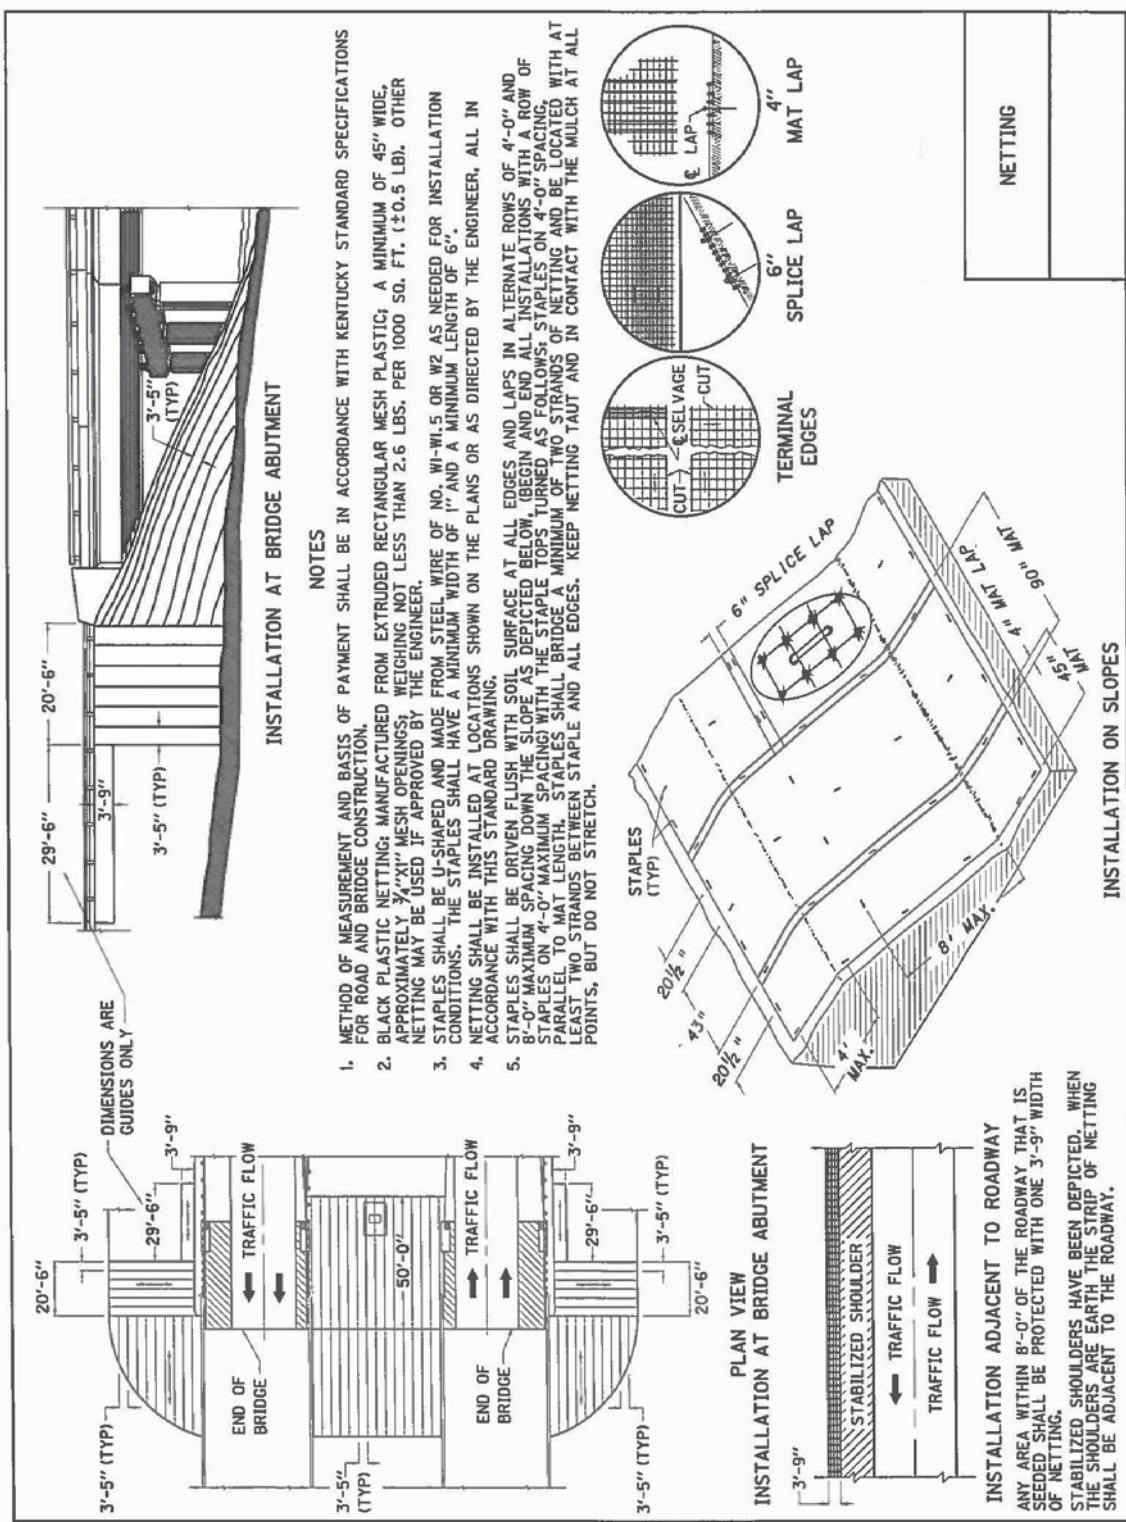 DIMENSIONS ARE
GUIDES ONLY
29'-6"
20'-6"
3'-9"
3'-5" (TYP)
3'-5"
(TYP)
INSTALLATION AT BRIDGE ABUTMENT
NOTES
1. METHOD OF MEASUREMENT AND BASIS OF PAYMENT SHALL BE IN ACCORDANCE WITH KENTUCKY STANDARD SPECIFICATIONS
FOR ROAD AND BRIDGE CONSTRUCTION.
2. BLACK PLASTIC NETTING: MANUFACTURED FROM EXTRUDED RECTANGULAR MESH PLASTIC; A MINIMUM OF 45" WIDE,
APPROXIMATELY 3/4"X1" MESH OPENINGS; WEIGHING NOT LESS THAN 2.6 LBS. PER 1000 SQ. FT. (±0.5 LB). OTHER
NETTING MAY BE USED IF APPROVED BY THE ENGINEER.
3. STAPLES SHALL BE U-SHAPED AND MADE FROM STEEL WIRE OF NO. W1-W1.5 OR W2 AS NEEDED FOR INSTALLATION
CONDITIONS. THE STAPLES SHALL HAVE A MINIMUM WIDTH OF 1" AND A MINIMUM LENGTH OF 6".
4. NETTING SHALL BE INSTALLED AT LOCATIONS SHOWN ON THE PLANS OR AS DIRECTED BY THE ENGINEER, ALL IN
ACCORDANCE WITH THIS STANDARD DRAWING.
5. STAPLES SHALL BE DRIVEN FLUSH WITH SOIL SURFACE AT ALL EDGES AND LAPS IN ALTERNATE ROWS OF 4'-0" AND
8'-0" MAXIMUM SPACING DOWN THE SLOPE AS DEPICTED BELOW, (BEGIN AND END ALL INSTALLATIONS WITH A ROW OF
STAPLES ON 4'-0" MAXIMUM SPACING) WITH THE STAPLE TOPS TURNED AS FOLLOWS: STAPLES ON 4'-0" SPACING,
PARALLEL TO MAT LENGTH. STAPLES SHALL BRIDGE A MINIMUM OF TWO STRANDS OF NETTING AND BE LOCATED WITH AT
LEAST TWO STRANDS BETWEEN STAPLE AND ALL EDGES. KEEP NETTING TAUT AND IN CONTACT WITH THE MULCH AT ALL
POINTS, BUT DO NOT STRETCH.
3'-5" (TYP)
20'-6"
3'-5" (TYP)
29'-6"
3'-9"
END OF
BRIDGE
TRAFFIC FLOW
3'-5"
(TYP)
50'-0"
END OF
BRIDGE
TRAFFIC FLOW
3'-9"
29'-6"
3'-5" (TYP)
20'-6"
3'-5" (TYP)
PLAN VIEW
INSTALLATION AT BRIDGE ABUTMENT
3'-9"
STABILIZED SHOULDER
TRAFFIC FLOW
TRAFFIC FLOW
INSTALLATION ADJACENT TO ROADWAY
ANY AREA WITHIN 8'-0" OF THE ROADWAY THAT IS
SEEDED SHALL BE PROTECTED WITH ONE 3'-9" WIDTH
OF NETTING.
STABILIZED SHOULDERS HAVE BEEN DEPICTED. WHEN
THE SHOULDERS ARE EARTH THE STRIP OF NETTING
SHALL BE ADJACENT TO THE ROADWAY.
STAPLES
(TYP)
20½"
43"
20½"
4'
MAX.
8' MAX.
6" SPLICE LAP
45"
MAT
4" MAT LAP
90" MAT
INSTALLATION ON SLOPES
CUT
℄ SELVAGE
CUT
TERMINAL
EDGES
6"
SPLICE LAP
℄ LAP
4"
MAT LAP
NETTING